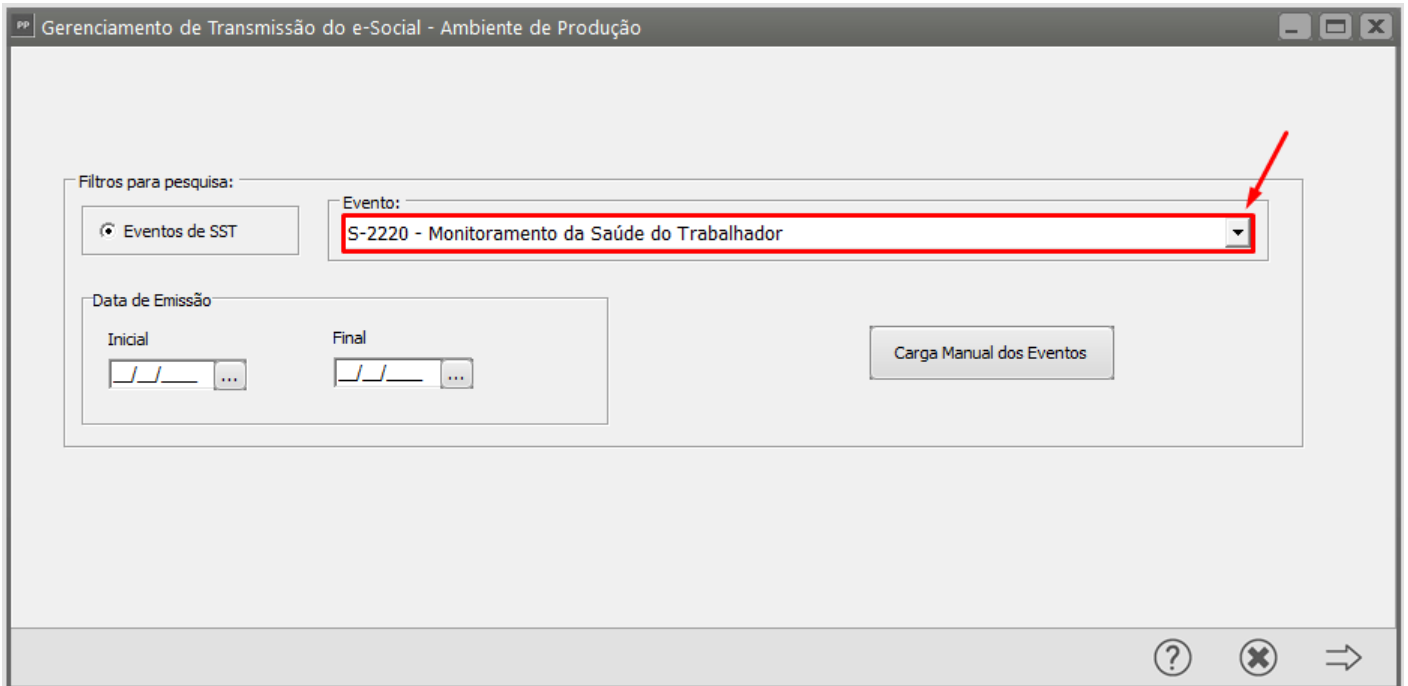 PP Gerenciamento de Transmissão do e-Social - Ambiente de Produção
Filtros para pesquisa:
Eventos de SST
Evento:
S-2220 - Monitoramento da Saúde do Trabalhador
Data de Emissão
Inicial
Final
__/__/____ ...
__/__/____ ...
Carga Manual dos Eventos
?